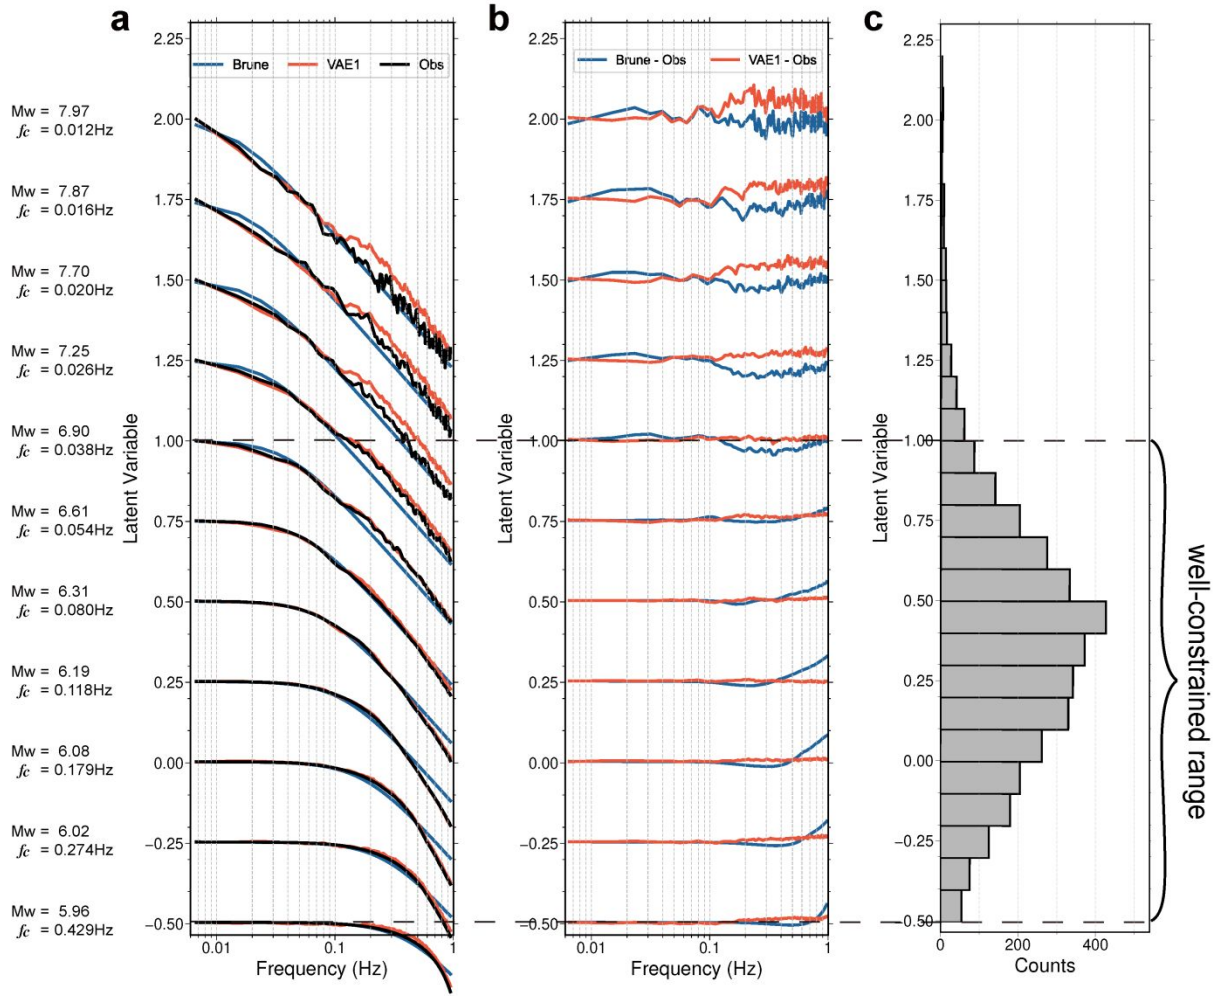 a
b
c
Brune
VAE1
Obs
Brune - Obs
VAE1 - Obs
Mw = 7.97
fc = 0.012Hz
Mw = 7.87
fc = 0.016Hz
Mw = 7.70
fc = 0.020Hz
Mw = 7.25
fc = 0.026Hz
Mw = 6.90
fc = 0.038Hz
Mw = 6.61
fc = 0.054Hz
Mw = 6.31
fc = 0.080Hz
Mw = 6.19
fc = 0.118Hz
Mw = 6.08
fc = 0.179Hz
Mw = 6.02
fc = 0.274Hz
Mw = 5.96
fc = 0.429Hz
Latent Variable
2.25
2.00
1.75
1.50
1.25
1.00
0.75
0.50
0.25
0.00
−0.25
−0.50
0.01
0.1
1
Frequency (Hz)
Latent Variable
2.25
2.00
1.75
1.50
1.25
1.00
0.75
0.50
0.25
0.00
−0.25
−0.50
0.01
0.1
1
Frequency (Hz)
Latent Variable
2.25
2.00
1.75
1.50
1.25
1.00
0.75
0.50
0.25
0.00
−0.25
−0.50
0
200
400
Counts
well-constrained range